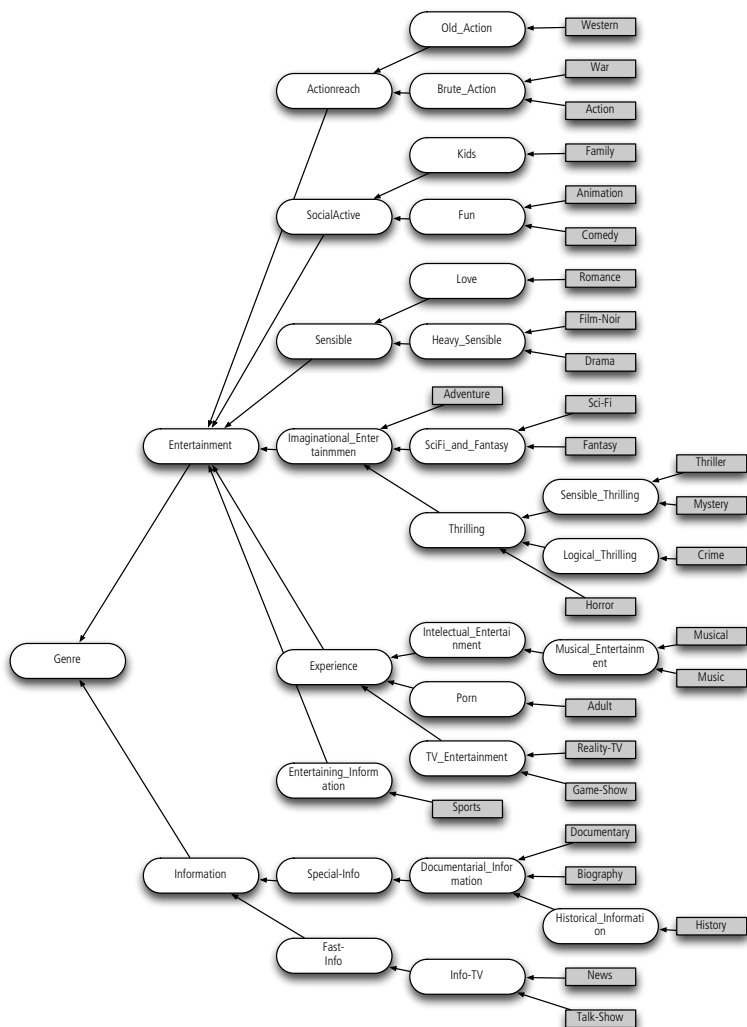 Old_Action
Western
War
Actionreach
Brute_Action
Action
Kids
Family
Animation
SocialActive
Fun
Comedy
Love
Romance
Film-Noir
Sensible
Heavy_Sensible
Drama
Adventure
Sci-Fi
Entertainment
Imaginational_Enter
tainmmen
SciFi_and_Fantasy
Fantasy
Thriller
Sensible_Thrilling
Mystery
Thrilling
Logical_Thrilling
Crime
Horror
Intelectual_Entertai
nment
Musical
Genre
Experience
Musical_Entertainm
ent
Music
Porn
Adult
Reality-TV
TV_Entertainment
Entertaining_Inform
ation
Game-Show
Sports
Documentary
Information
Special-Info
Documentarial_Infor
mation
Biography
Historical_Informati
on
History
Fast-
Info
Info-TV
News
Talk-Show